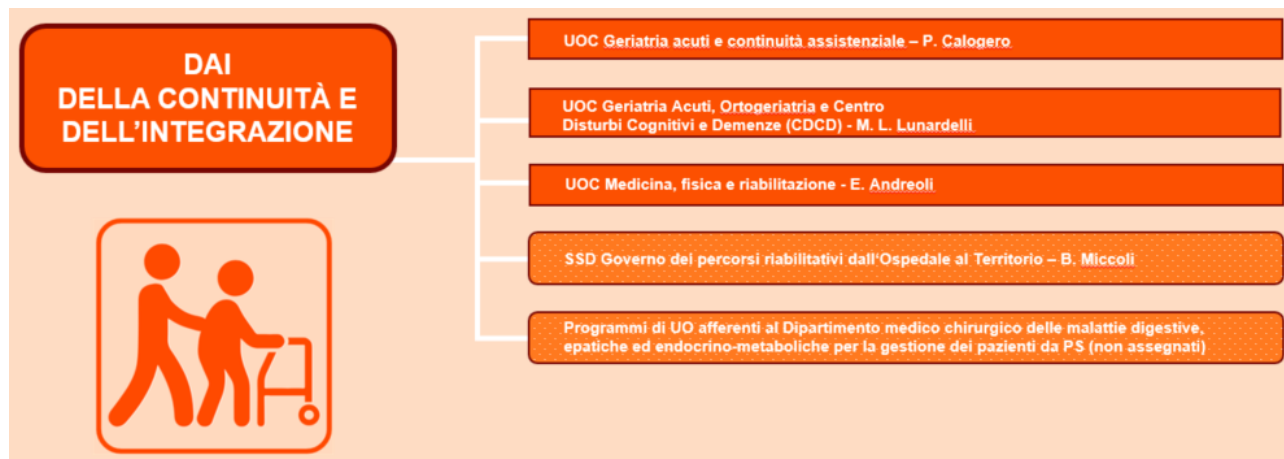 DAI
DELLA CONTINUITÀ E
DELL'INTEGRAZIONE
UOC Geriatria acuti e continuità assistenziale – P. Calogero
UOC Geriatria Acuti, Ortogeriatria e Centro
Disturbi Cognitivi e Demenze (CDCD) - M. L. Lunardelli
UOC Medicina, fisica e riabilitazione - E. Andreoli
SSD Governo dei percorsi riabilitativi dall'Ospedale al Territorio – B. Miccoli
Programmi di UO afferenti al Dipartimento medico chirurgico delle malattie digestive,
epatiche ed endocrino-metaboliche per la gestione dei pazienti da PS (non assegnati)